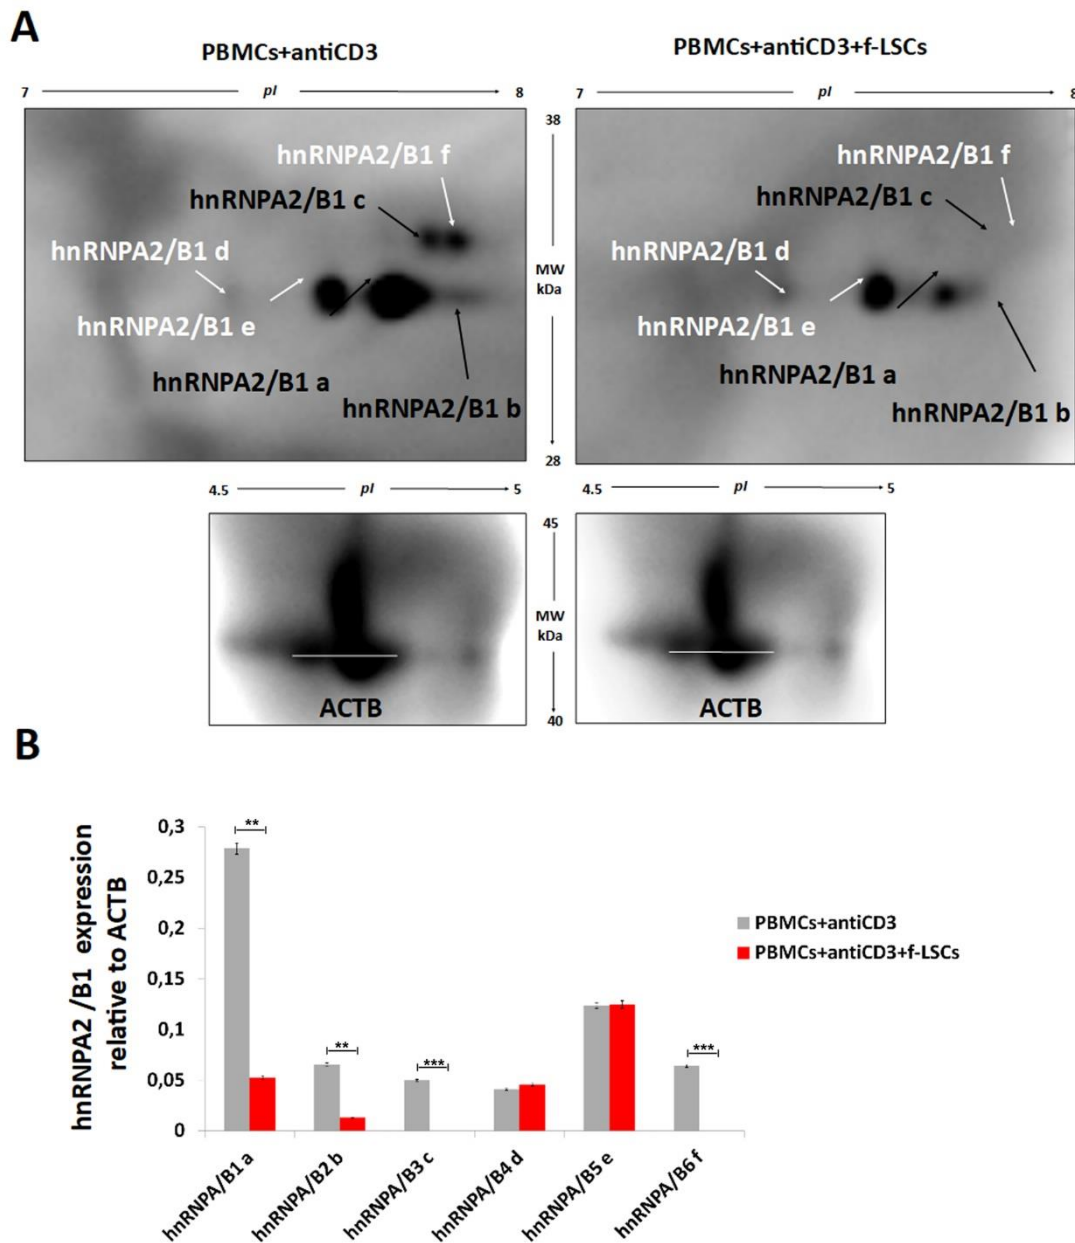 A
PBMCs+antiCD3
PBMCs+antiCD3+f-LSCs
7 pI 8
7 pI 8
38
MW
kDa
28
hnRNPA2/B1 f
hnRNPA2/B1 c
hnRNPA2/B1 d
hnRNPA2/B1 e
hnRNPA2/B1 a
hnRNPA2/B1 b
hnRNPA2/B1 f
hnRNPA2/B1 c
hnRNPA2/B1 d
hnRNPA2/B1 e
hnRNPA2/B1 a
hnRNPA2/B1 b
4.5 pI 5
4.5 pI 5
45
MW
kDa
40
ACTB
ACTB
B
hnRNPA2 /B1 expression
relative to ACTB
0,3
0,25
0,2
0,15
0,1
0,05
0
**
**
***
***
PBMCs+antiCD3
PBMCs+antiCD3+f-LSCs
hnRNPA/B1 a
hnRNPA/B2 b
hnRNPA/B3 c
hnRNPA/B4 d
hnRNPA/B5 e
hnRNPA/B6 f